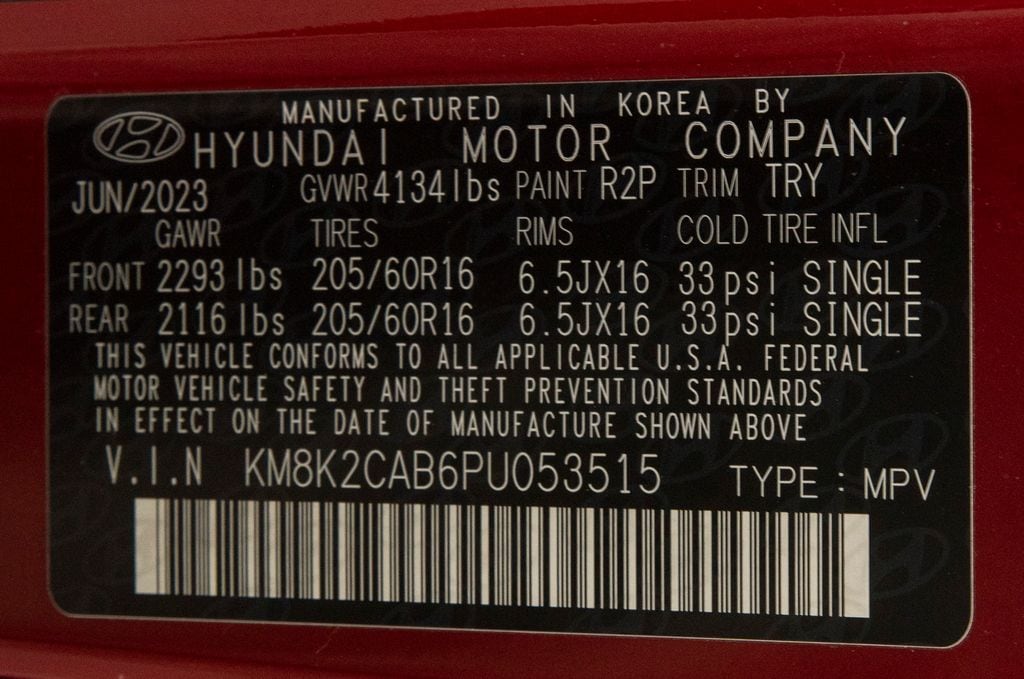 MANUFACTURED IN KOREA BY
HYUNDAI MOTOR COMPANY
JUN/2023 GVWR 4134 lbs PAINT R2P TRIM TRY
GAWR TIRES RIMS COLD TIRE INFL
FRONT 2293 lbs 205/60R16 6.5JX16 33psi SINGLE
REAR 2116 lbs 205/60R16 6.5JX16 33psi SINGLE
THIS VEHICLE CONFORMS TO ALL APPLICABLE U.S.A. FEDERAL
MOTOR VEHICLE SAFETY AND THEFT PREVENTION STANDARDS
IN EFFECT ON THE DATE OF MANUFACTURE SHOWN ABOVE
V.I.N KM8K2CAB6PU053515 TYPE : MPV